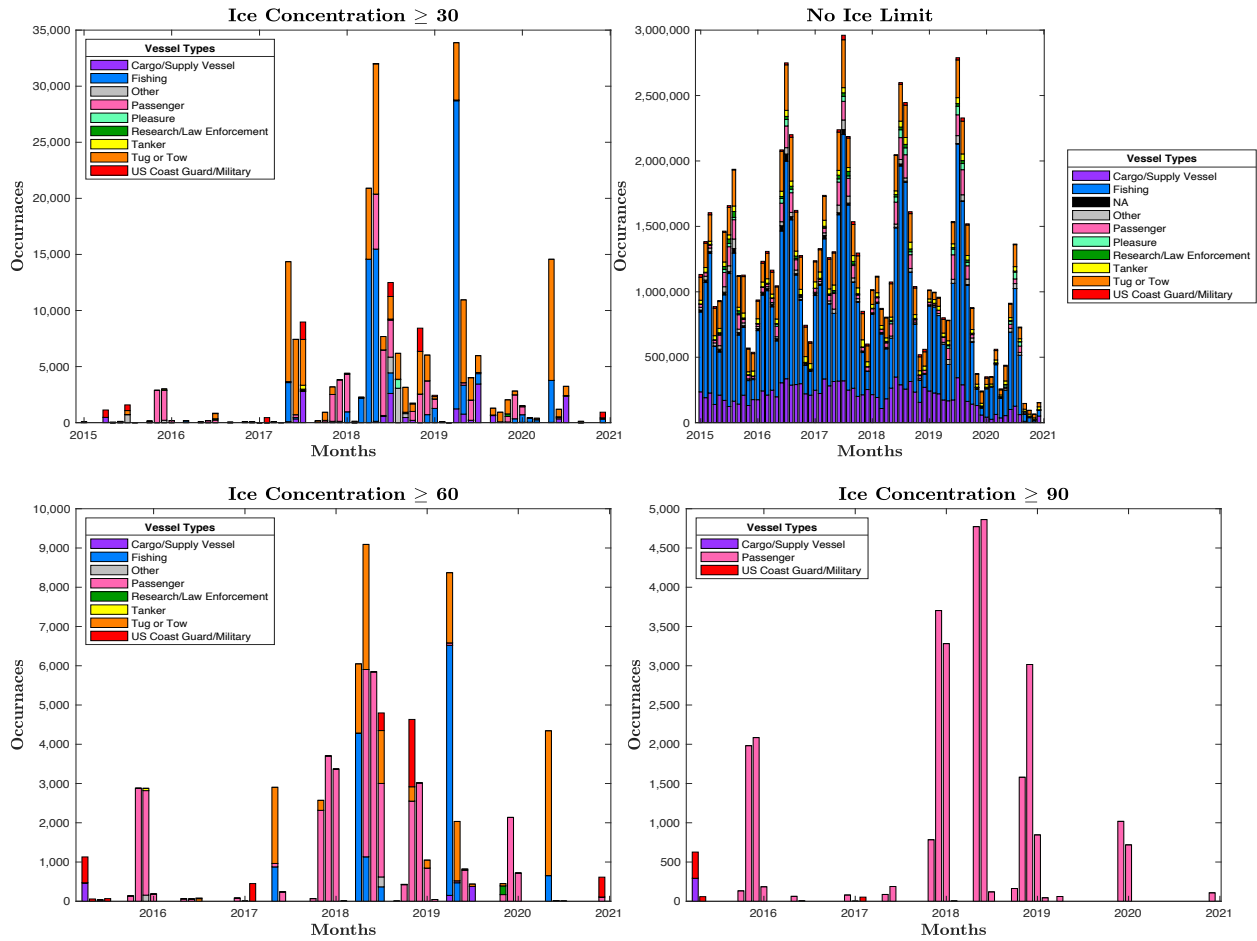 Ice Concentration ≥ 30
35,000
30,000
25,000
20,000
15,000
10,000
5,000
0
Occurnaces
Vessel Types
Cargo/Supply Vessel
Fishing
Other
Passenger
Pleasure
Research/Law Enforcement
Tanker
Tug or Tow
US Coast Guard/Military
2015 2016 2017 2018 2019 2020 2021
Months
No Ice Limit
3,000,000
2,500,000
2,000,000
1,500,000
1,000,000
500,000
0
Occurances
2015 2016 2017 2018 2019 2020 2021
Months
Vessel Types
Cargo/Supply Vessel
Fishing
NA
Other
Passenger
Pleasure
Research/Law Enforcement
Tanker
Tug or Tow
US Coast Guard/Military
Ice Concentration ≥ 60
10,000
9,000
8,000
7,000
6,000
5,000
4,000
3,000
2,000
1,000
0
Occurnaces
Vessel Types
Cargo/Supply Vessel
Fishing
Other
Passenger
Research/Law Enforcement
Tanker
Tug or Tow
US Coast Guard/Military
2016 2017 2018 2019 2020 2021
Months
Ice Concentration ≥ 90
5,000
4,500
4,000
3,500
3,000
2,500
2,000
1,500
1,000
500
0
Occurnaces
Vessel Types
Cargo/Supply Vessel
Passenger
US Coast Guard/Military
2016 2017 2018 2019 2020 2021
Months